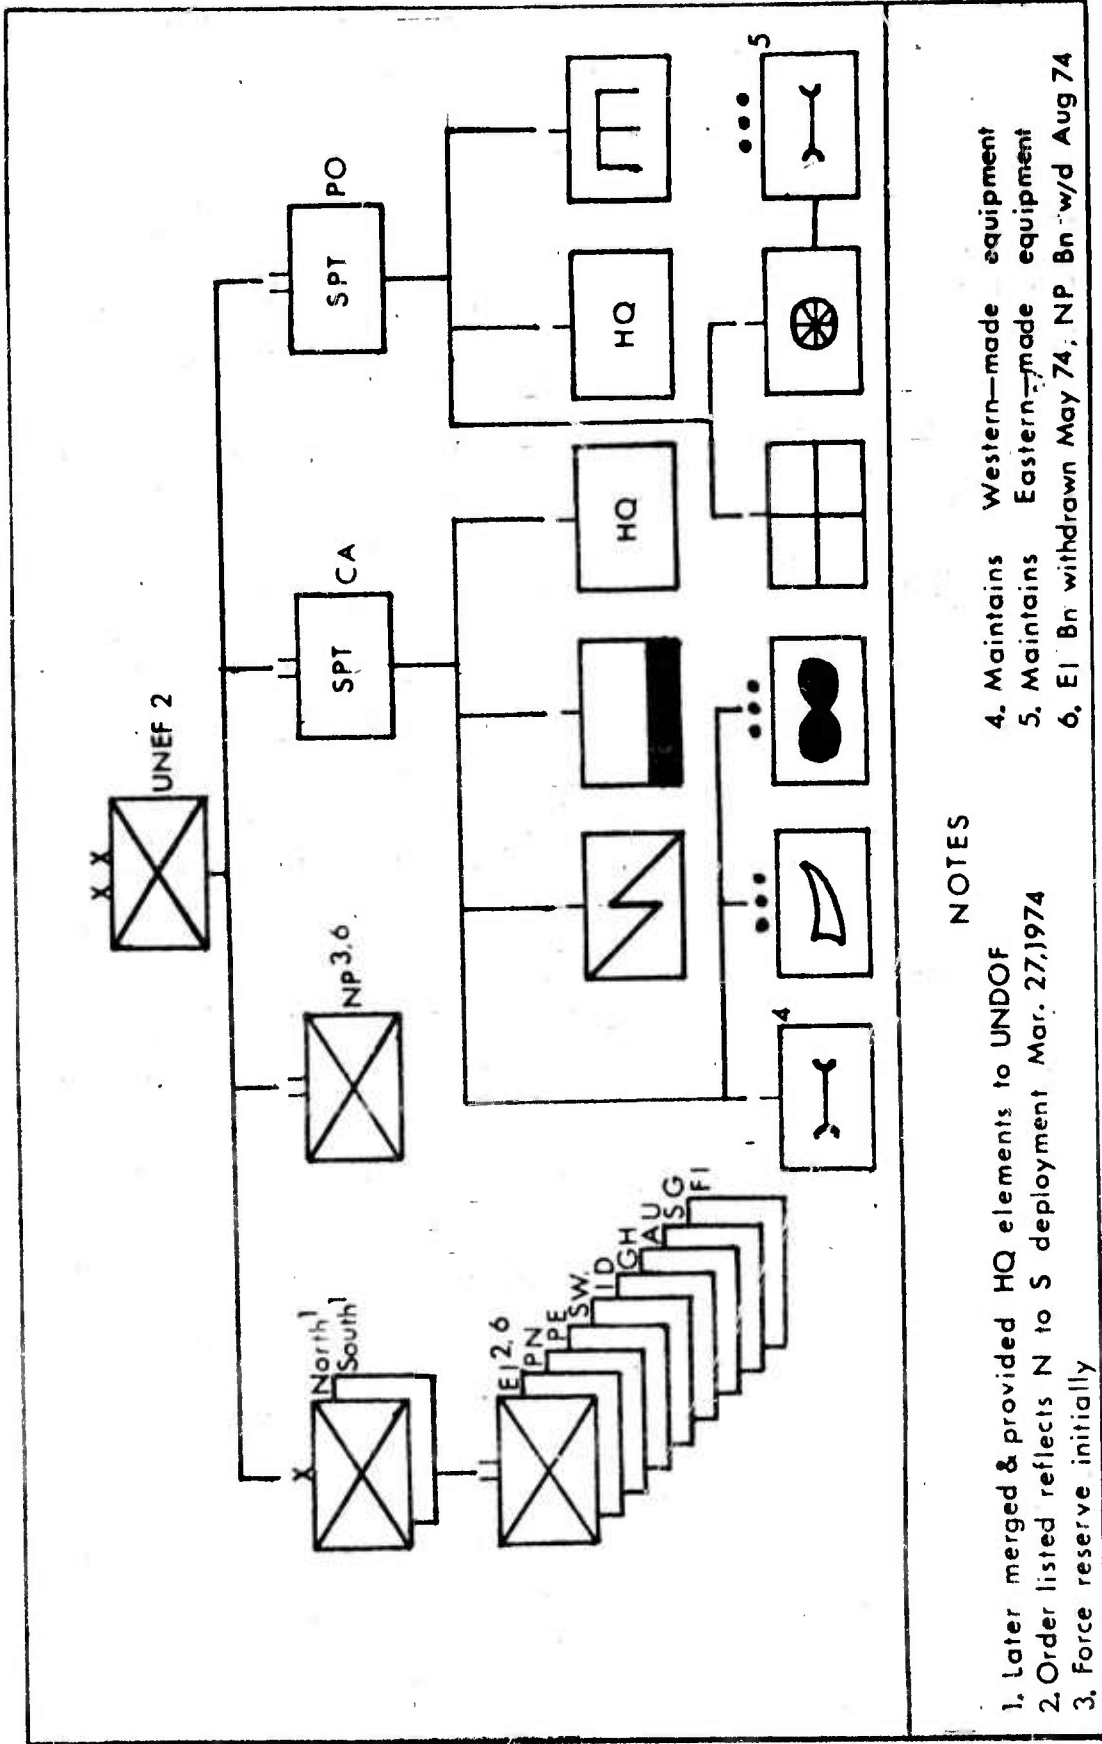 X X
UNEF 2
X
North¹
South¹
NP3,6
SPT
CA
SPT
PO
EI2,6
PN
PE
SW.
ID
GH
AU
SG
FI
HQ
HQ
4
5
NOTES
1. Later merged & provided HQ elements to UNDOF
2. Order listed reflects N to S deployment Mar. 27,1974
3. Force reserve initially
4. Maintains Western—made equipment
5. Maintains Eastern—made equipment
6. EI Bn withdrawn May 74, NP Bn w/d Aug 74